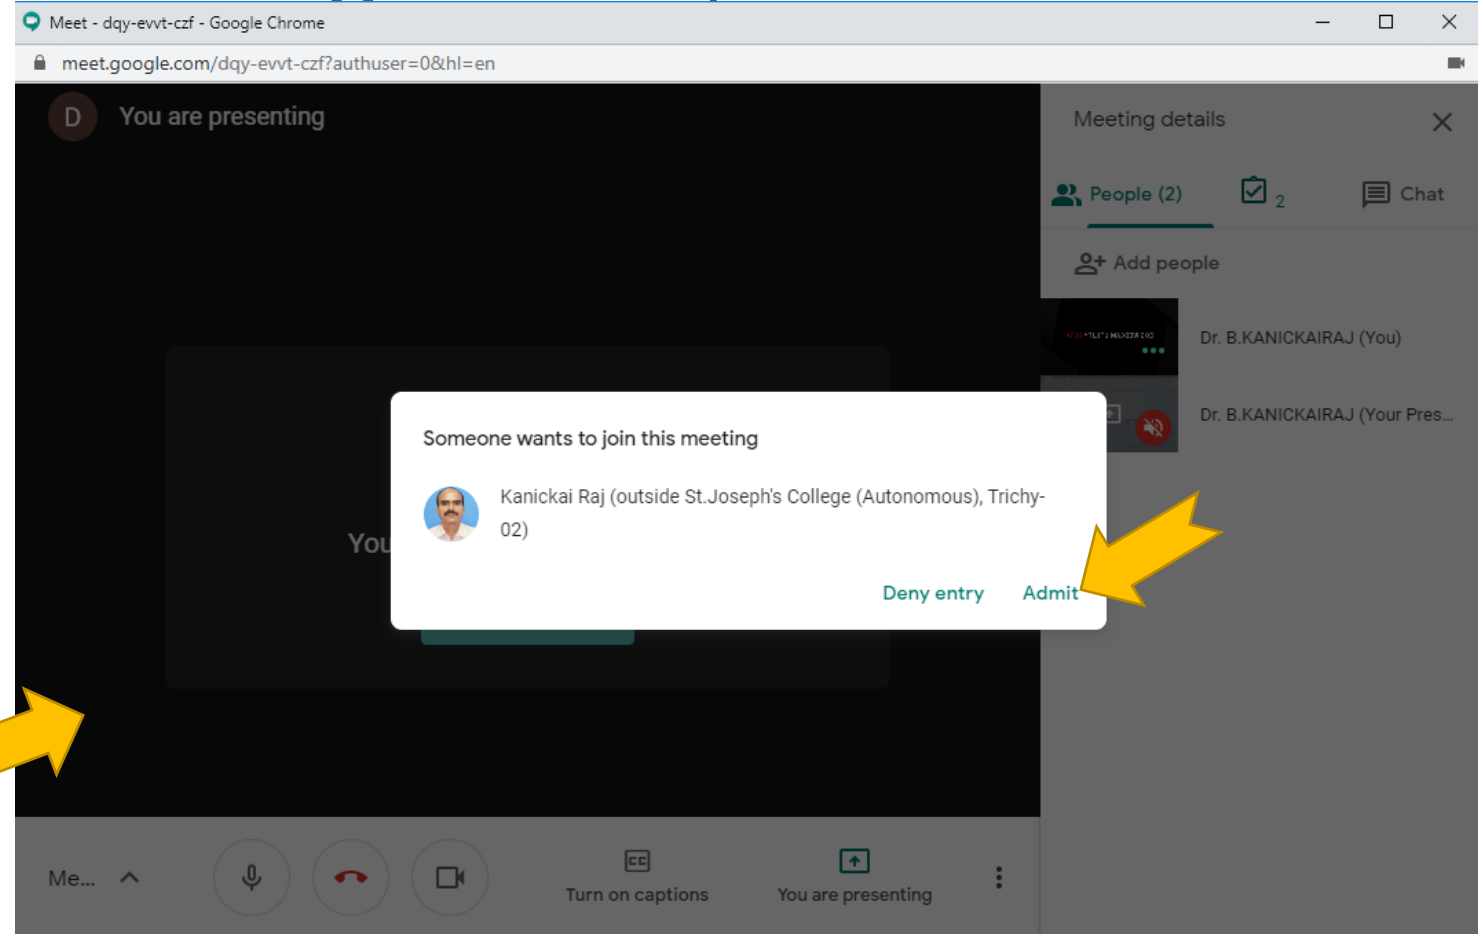 Meet - dqy-evvt-czf - Google Chrome
meet.google.com/dqy-evvt-czf?authuser=0&hl=en
D You are presenting
Meeting details
People (2) 2 Chat
Add people
Dr. B.KANICKAIRAJ (You)
Dr. B.KANICKAIRAJ (Your Pres...
Someone wants to join this meeting
Kanickai Raj (outside St.Joseph's College (Autonomous), Trichy-
02)
You
Deny entry Admit
Me...
CC
Turn on captions
You are presenting